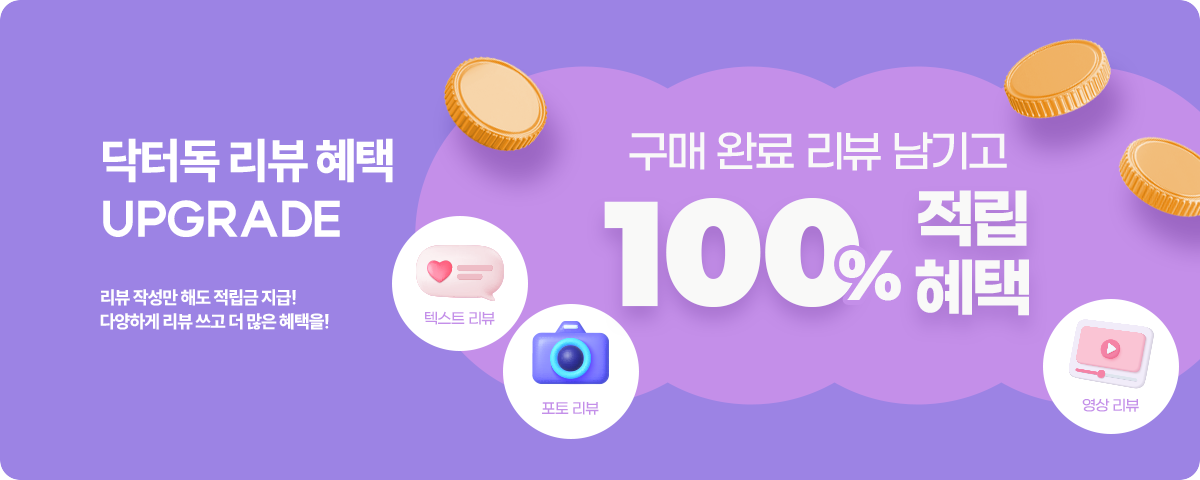 닥터독 리뷰 혜택
UPGRADE
리뷰 작성만 해도 적립금 지급!
다양하게 리뷰 쓰고 더 많은 혜택을!
구매 완료 리뷰 남기고
100% 적립
혜택
텍스트 리뷰
포토 리뷰
영상 리뷰